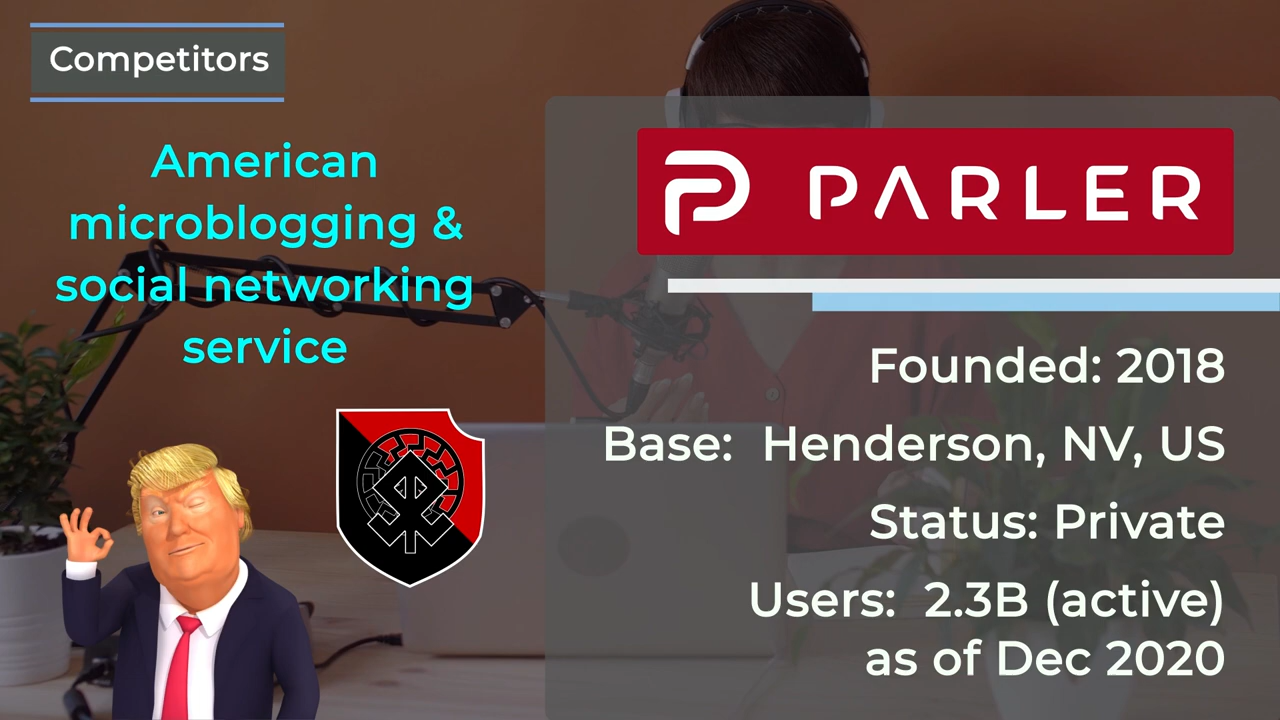 Competitors
American
microblogging &
social networking
service
PARLER
Founded: 2018
Base: Henderson, NV, US
Status: Private
Users: 2.3B (active)
as of Dec 2020